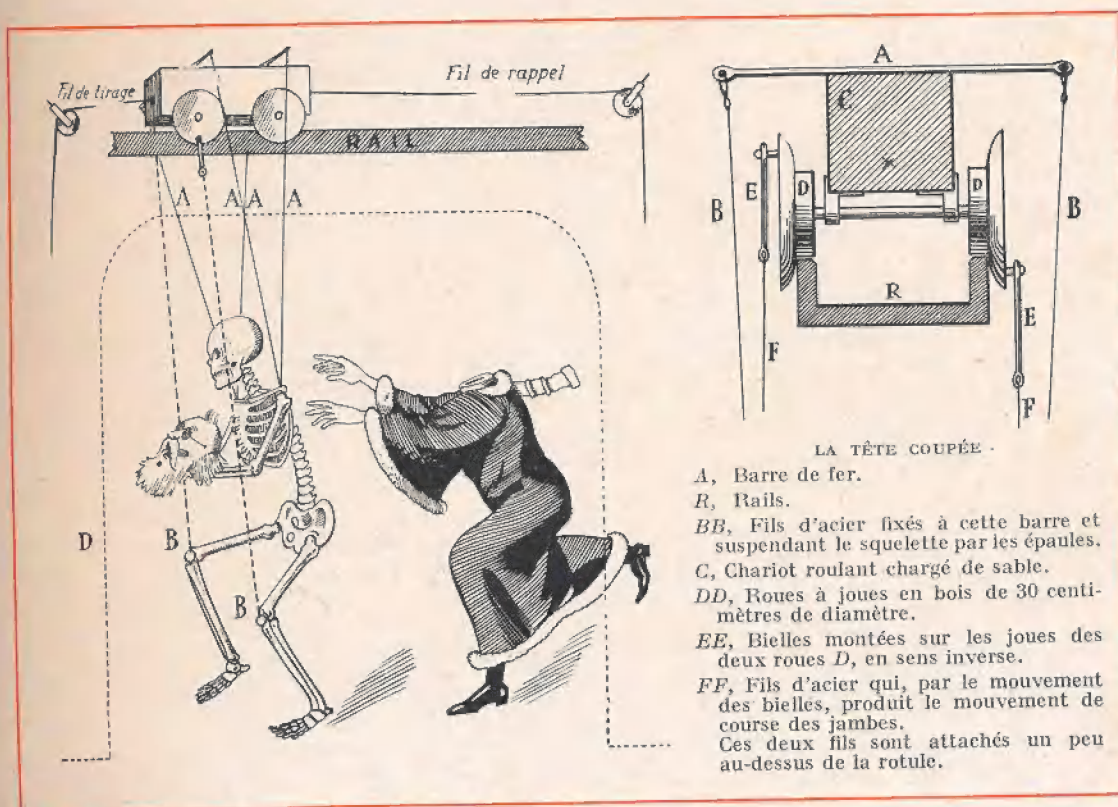 Fil de tirage
Fil de rappel
RAIL
A
A
A
A
D
B
B
A
C
E
D
D
B
B
R
E
F
F
LA TÊTE COUPÉE
A, Barre de fer.
R, Rails.
BB, Fils d'acier fixés à cette barre et
suspendant le squelette par les épaules.
C, Chariot roulant chargé de sable.
DD, Roues à joues en bois de 30 centi-
mètres de diamètre.
EE, Bielles montées sur les joues des
deux roues D, en sens inverse.
FF, Fils d'acier qui, par le mouvement
des bielles, produit le mouvement de
course des jambes.
Ces deux fils sont attachés un peu
au-dessus de la rotule.